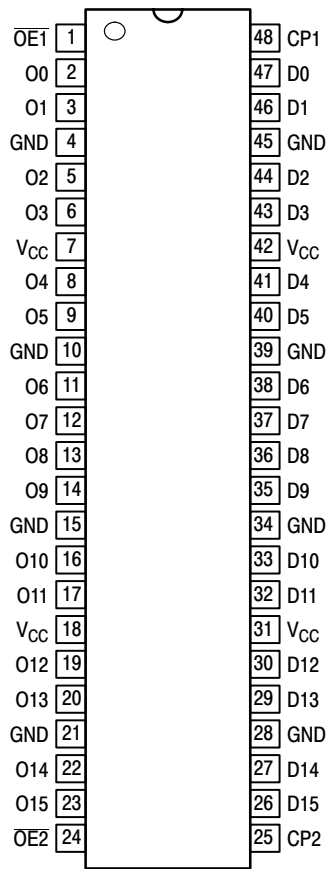 O̅E̅1̅ 1 48 CP1
O0 2 47 D0
O1 3 46 D1
GND 4 45 GND
O2 5 44 D2
O3 6 43 D3
VCC 7 42 VCC
O4 8 41 D4
O5 9 40 D5
GND 10 39 GND
O6 11 38 D6
O7 12 37 D7
O8 13 36 D8
O9 14 35 D9
GND 15 34 GND
O10 16 33 D10
O11 17 32 D11
VCC 18 31 VCC
O12 19 30 D12
O13 20 29 D13
GND 21 28 GND
O14 22 27 D14
O15 23 26 D15
O̅E̅2̅ 24 25 CP2